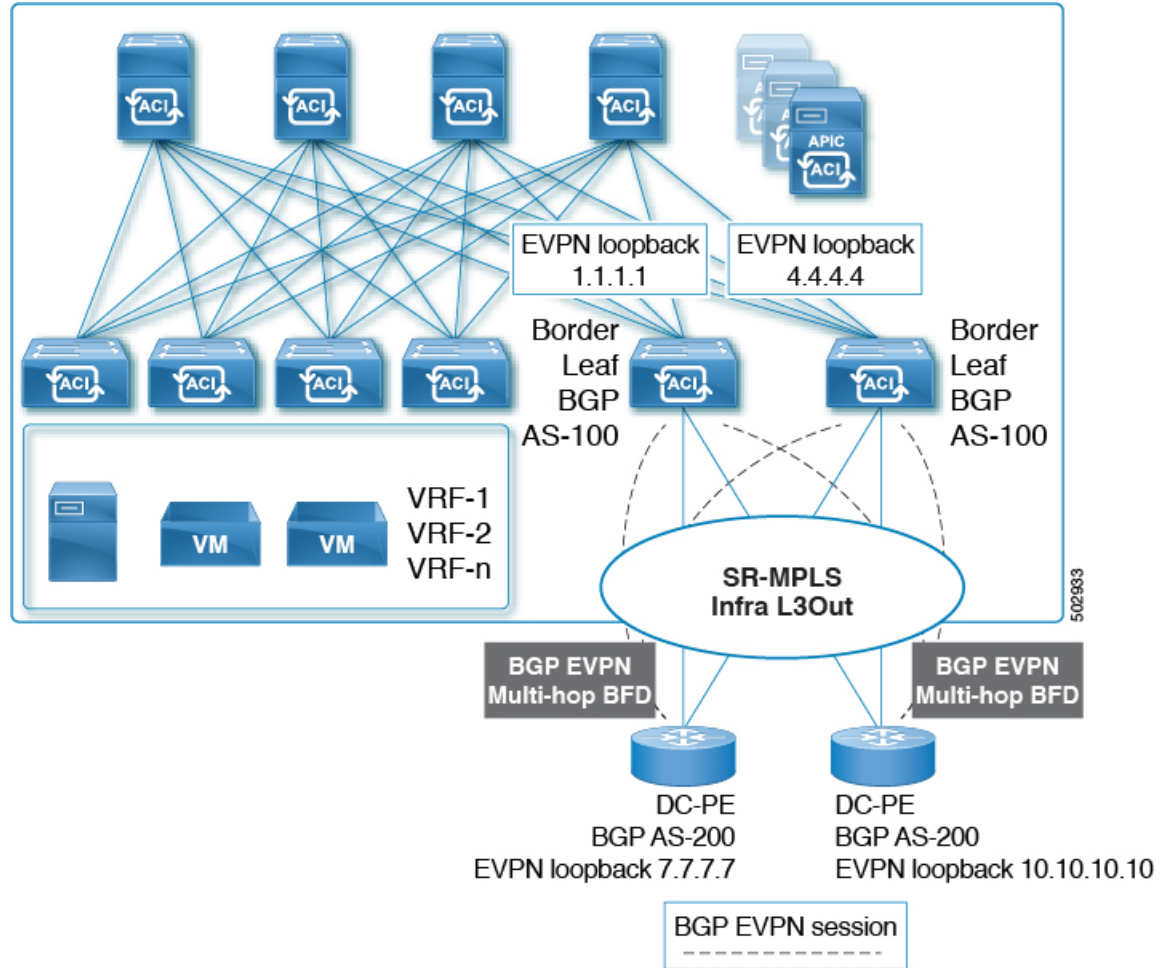 ACI
ACI
ACI
ACI
APIC
ACI
EVPN loopback
1.1.1.1
EVPN loopback
4.4.4.4
ACI
ACI
ACI
ACI
Border
Leaf
BGP
AS-100
ACI
ACI
Border
Leaf
BGP
AS-100
VM
VM
VRF-1
VRF-2
VRF-n
SR-MPLS
Infra L3Out
502933
BGP EVPN
Multi-hop BFD
BGP EVPN
Multi-hop BFD
DC-PE
BGP AS-200
EVPN loopback 7.7.7.7
DC-PE
BGP AS-200
EVPN loopback 10.10.10.10
BGP EVPN session